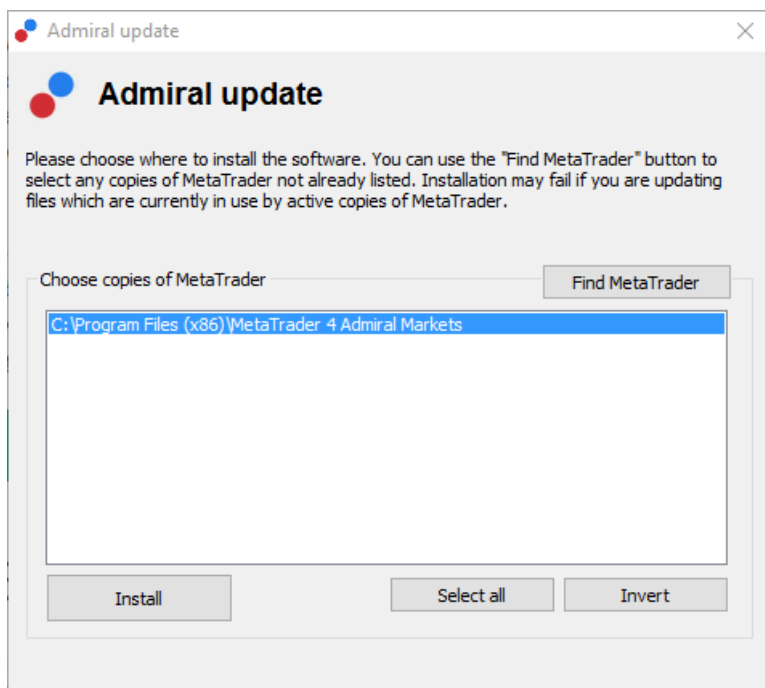 Admiral update
Admiral update
Please choose where to install the software. You can use the "Find MetaTrader" button to
select any copies of MetaTrader not already listed. Installation may fail if you are updating
files which are currently in use by active copies of MetaTrader.
Choose copies of MetaTrader
Find MetaTrader
C:\Program Files (x86)\MetaTrader 4 Admiral Markets
Install
Select all
Invert